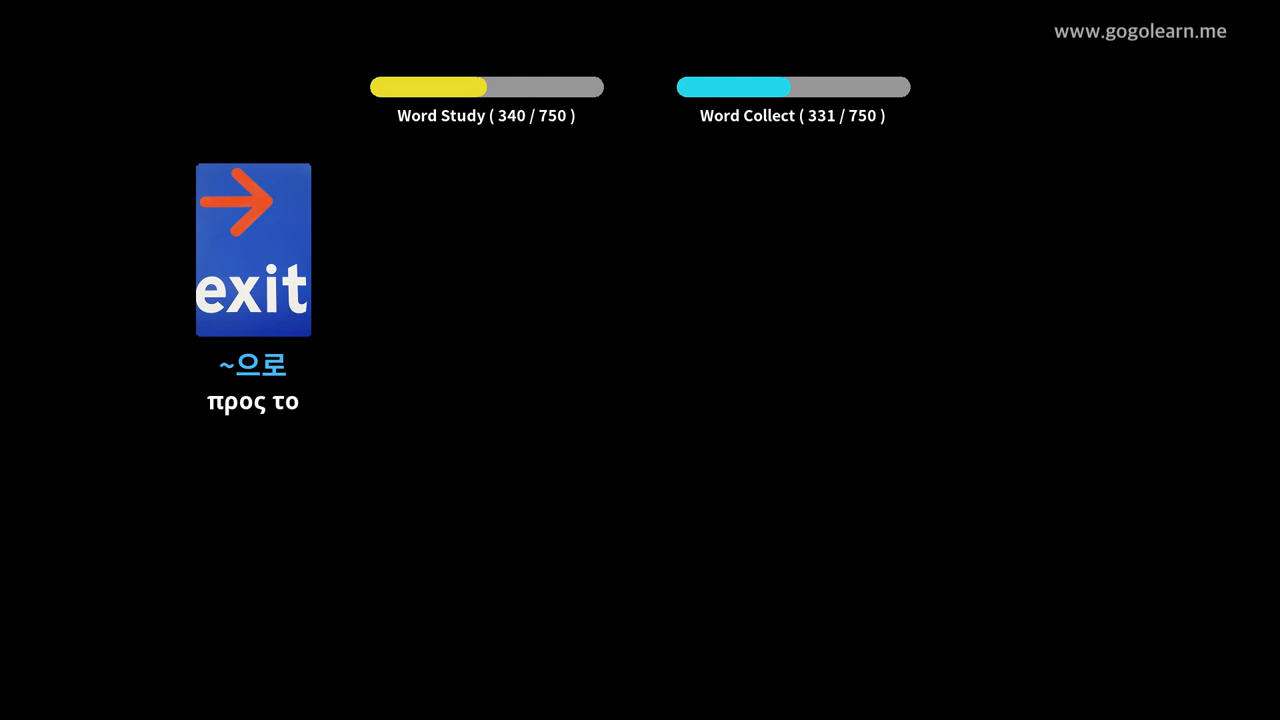 www.gogolearn.me
Word Study ( 340 / 750 )
Word Collect ( 331 / 750 )
exit
~으로
προς το